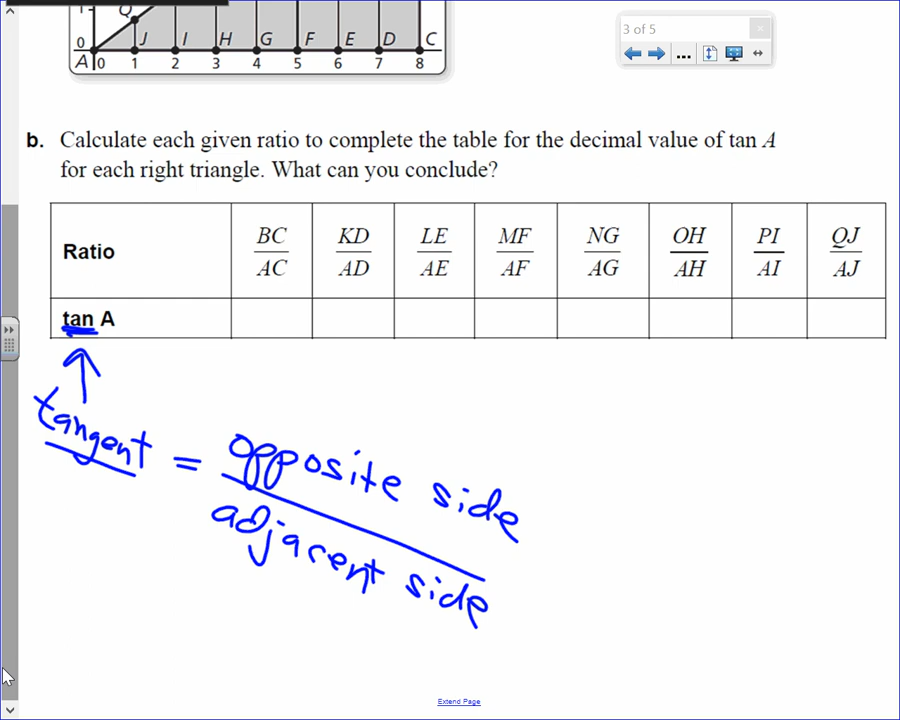 1 Q
0 J I H G F E D C
A 0 1 2 3 4 5 6 7 8
3 of 5
b. Calculate each given ratio to complete the table for the decimal value of tan A
for each right triangle. What can you conclude?
Ratio BC/AC KD/AD LE/AE MF/AF NG/AG OH/AH PI/AI QJ/AJ
tan A
tangent = opposite side
adjacent side
Extend Page